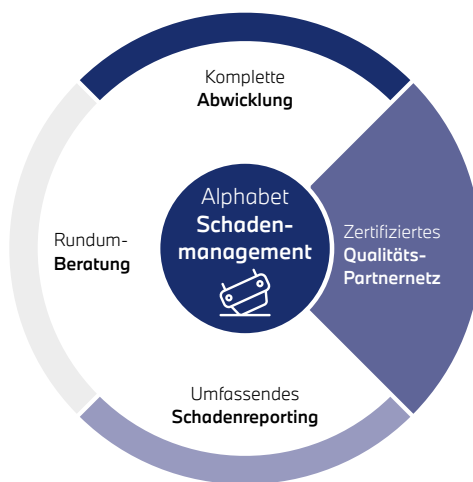 Komplette
Abwicklung
Alphabet
Schaden-
management
Zertifiziertes
Qualitäts-
Partnernetz
Rundum-
Beratung
Umfassendes
Schadenreporting